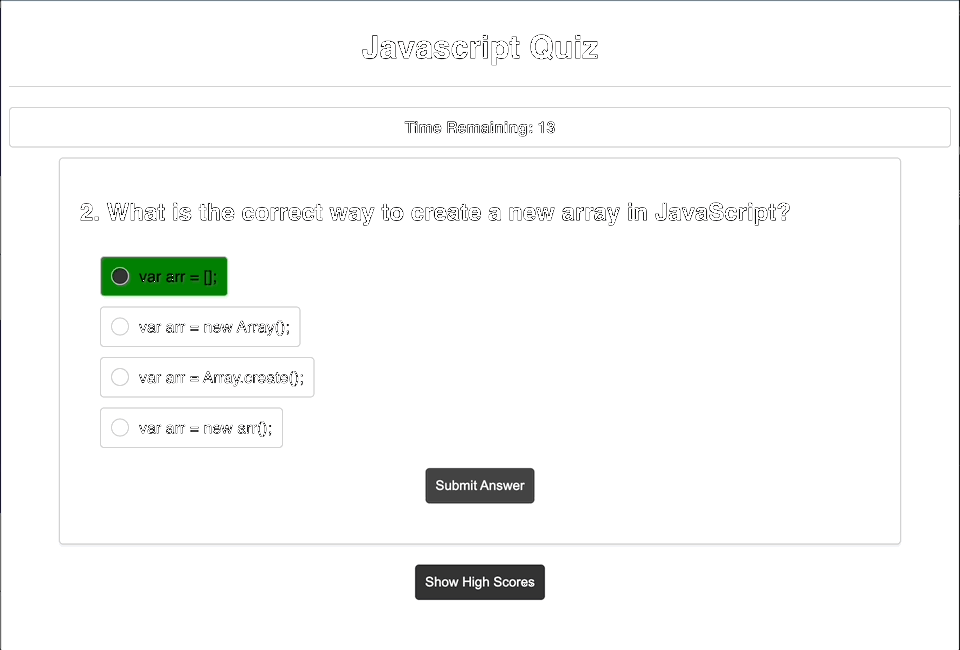 Javascript Quiz
Time Remaining: 13
2. What is the correct way to create a new array in JavaScript?
var arr = [];
var arr = new Array();
var arr = Array.create();
var arr = new arr();
Submit Answer
Show High Scores